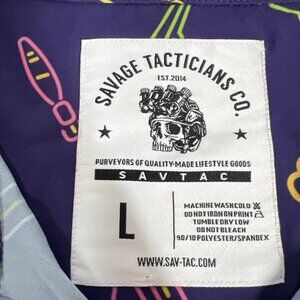 SAVAGE TACTICIANS CO.
EST.2014
PURVEYORS OF QUALITY-MADE LIFESTYLE GOODS
SAVTAC
L
MACHINE WASH COLD
DO NOT IRON ON PRINT
TUMBLE DRY LOW
DO NOT BLEACH
90/10 POLYESTER/SPANDEX
WWW.SAV-TAC.COM